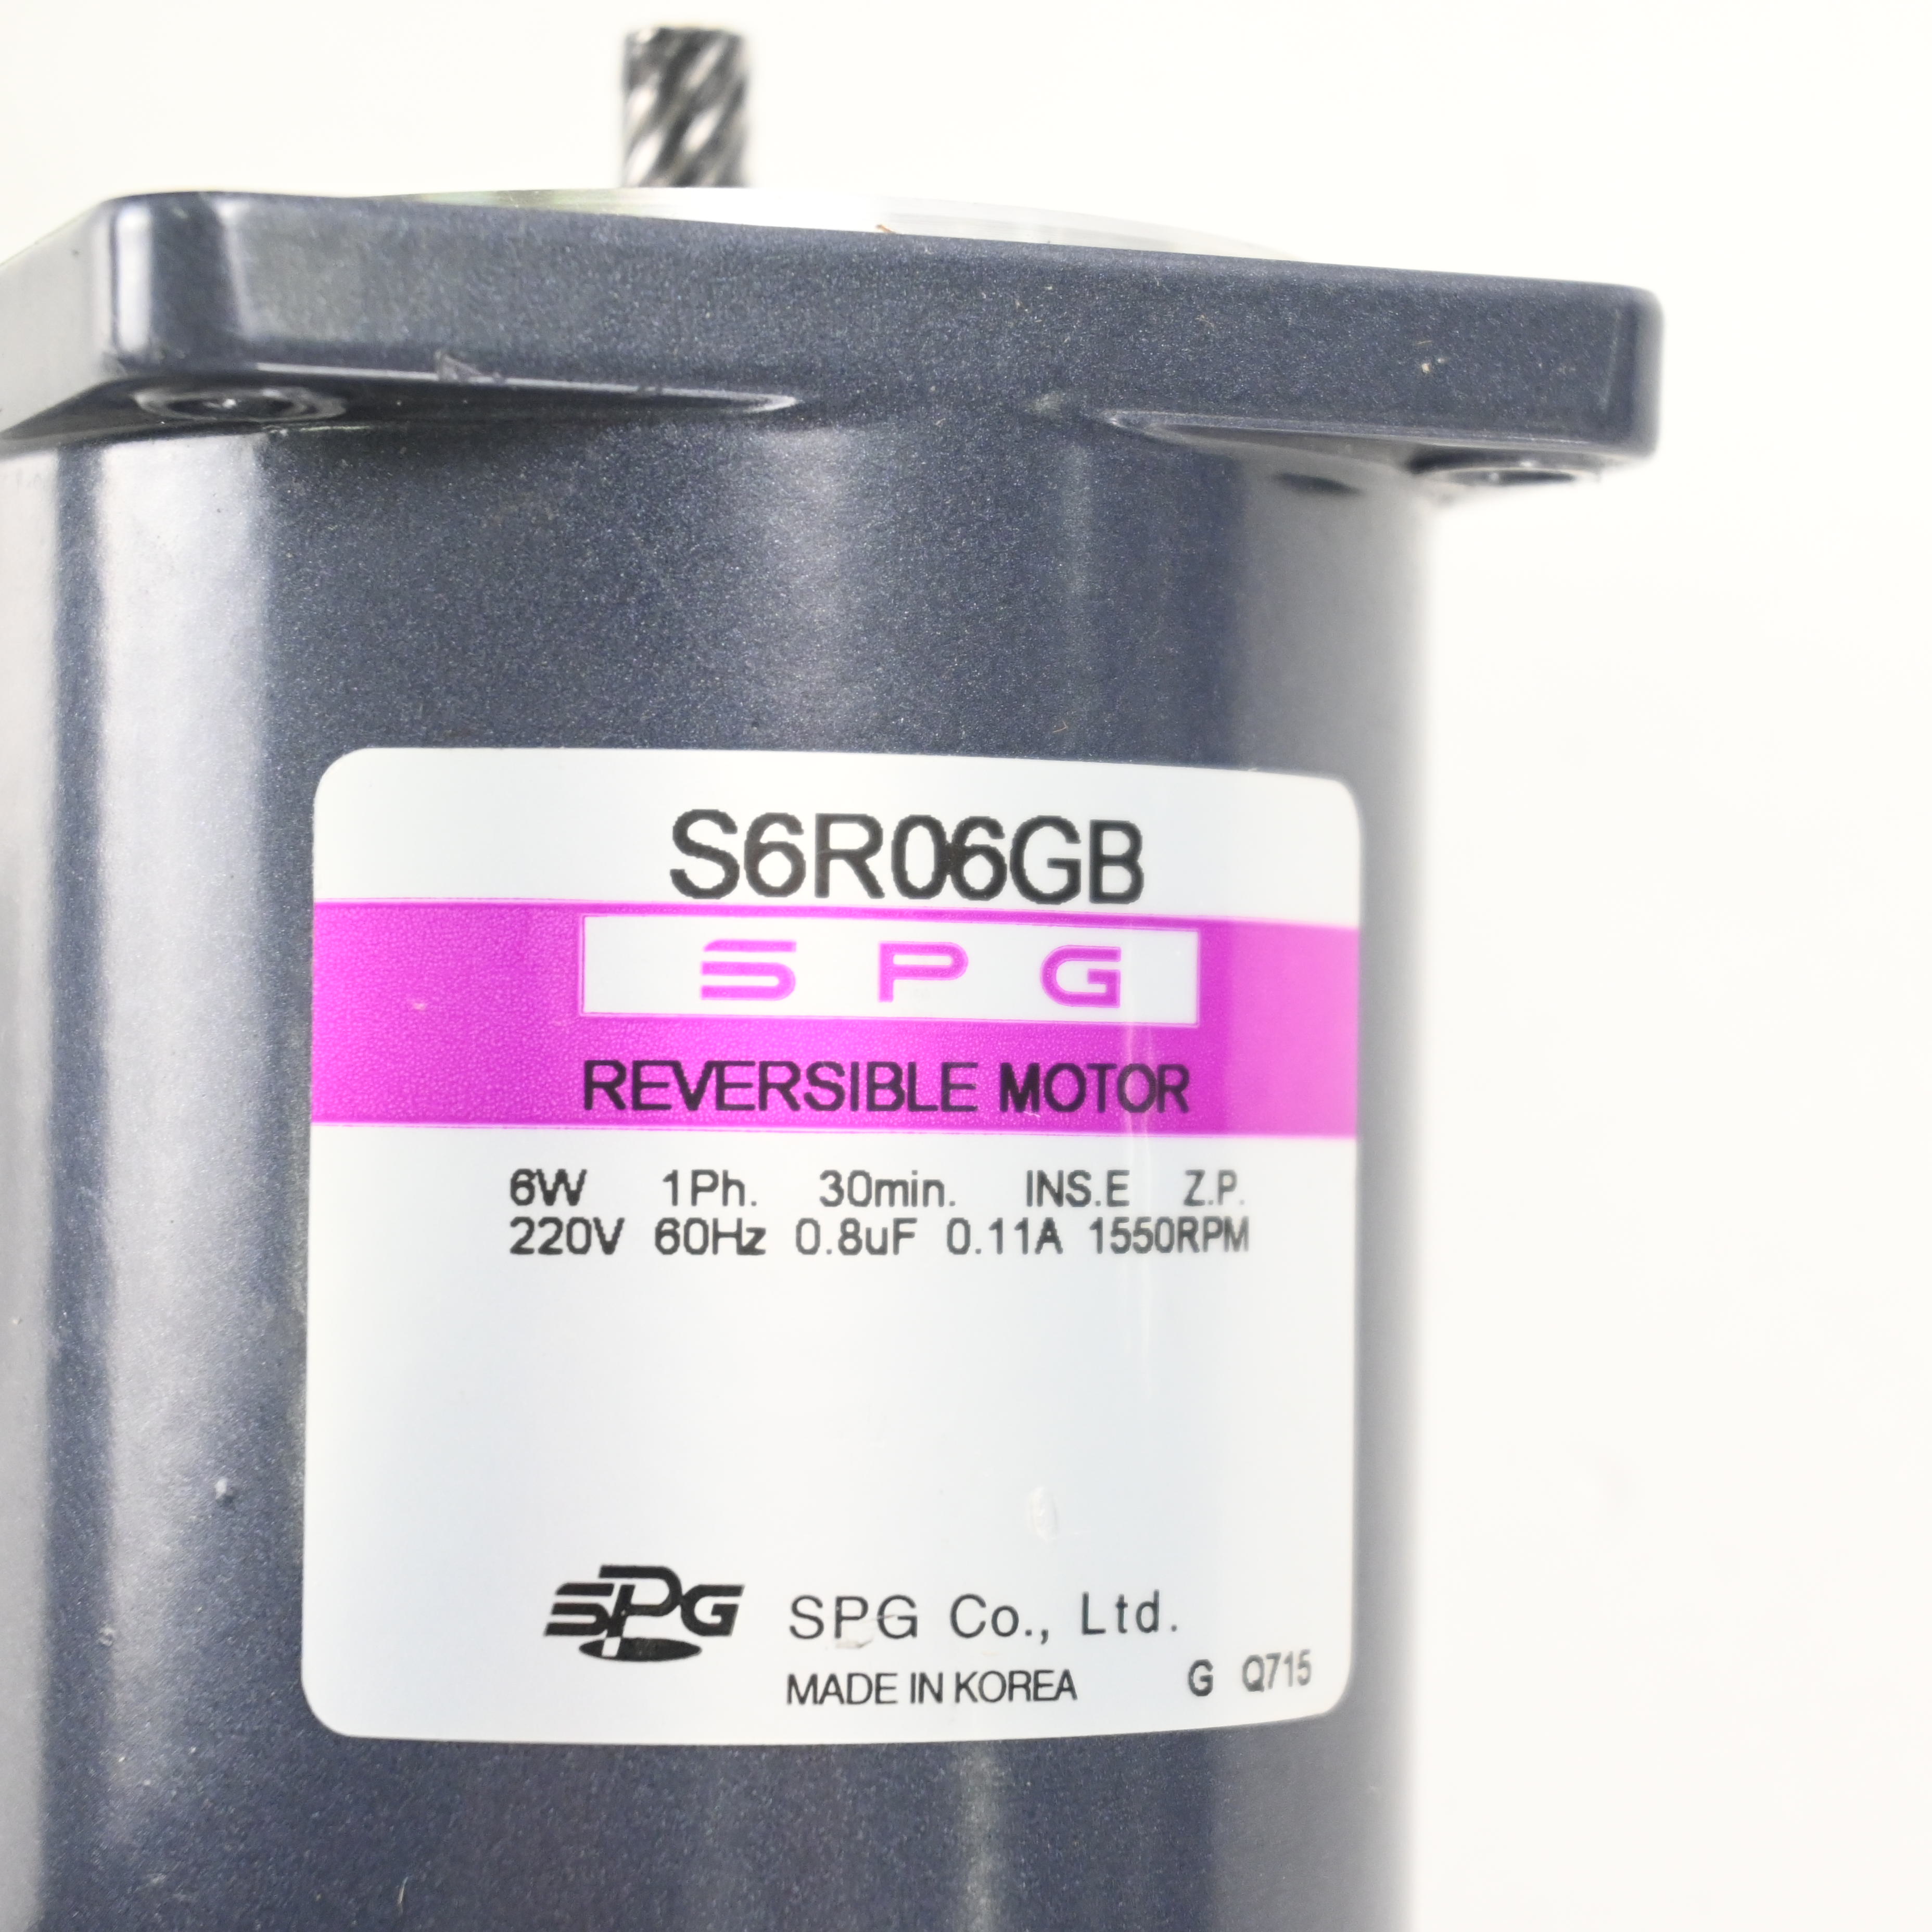 S6R06GB
SPG
REVERSIBLE MOTOR
6W 1Ph. 30min. INS.E Z.P.
220V 60Hz 0.8uF 0.11A 1550RPM
SPG SPG Co., Ltd.
MADE IN KOREA G Q715